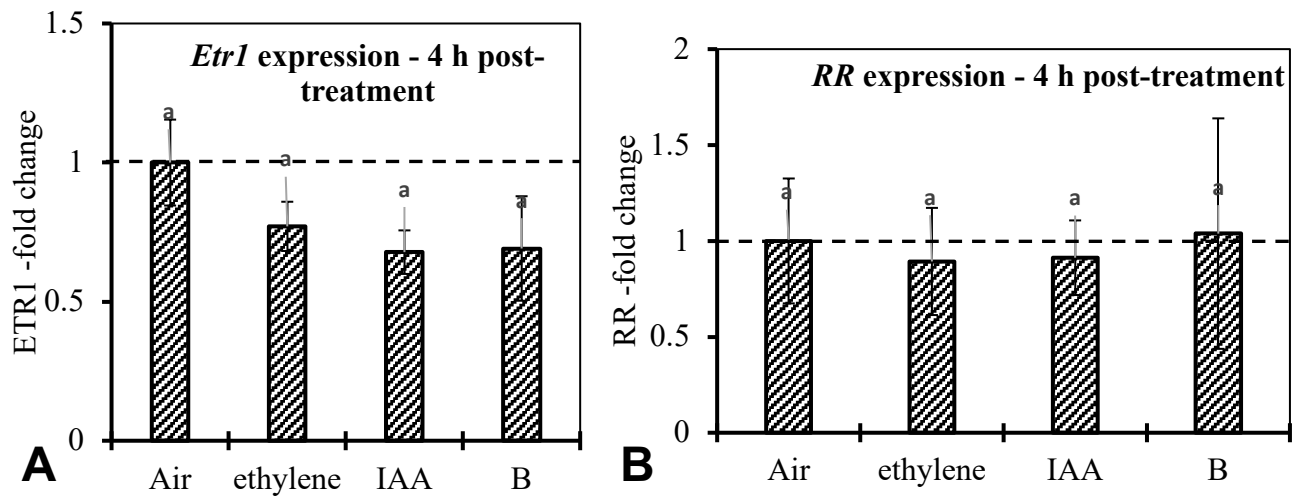 Etr1 expression - 4 h post-
treatment
ETR1 -fold change
1.5
1
0.5
0
a
a
a
a
Air
ethylene
IAA
B
A
RR expression - 4 h post-treatment
RR -fold change
2
1.5
1
0.5
0
a
a
a
a
Air
ethylene
IAA
B
B